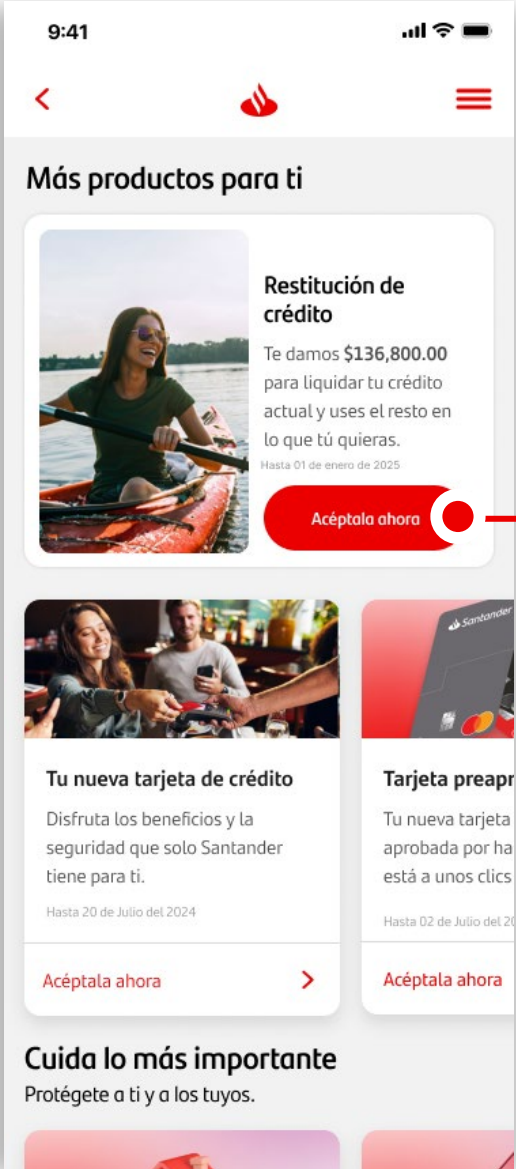 9:41
Más productos para ti
Restitución de
crédito
Te damos $136,800.00
para liquidar tu crédito
actual y uses el resto en
lo que tú quieras.
Hasta 01 de enero de 2025
Acéptala ahora
Santander
Tu nueva tarjeta de crédito
Disfruta los beneficios y la
seguridad que solo Santander
tiene para ti.
Hasta 20 de Julio del 2024
Acéptala ahora
Tarjeta preapr
Tu nueva tarjeta
aprobada por ha
está a unos clics
Hasta 02 de Julio del 20
Acéptala ahora
Cuida lo más importante
Protégete a ti y a los tuyos.